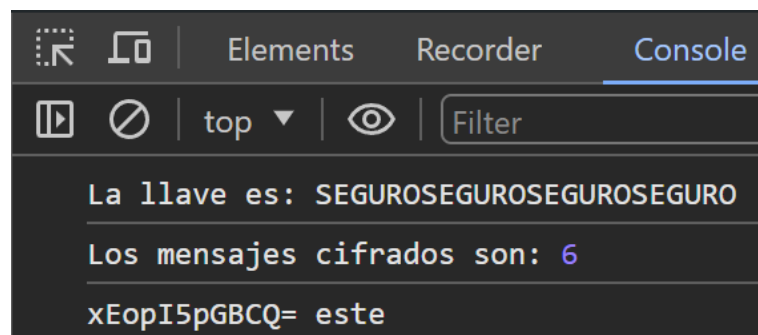 Elements Recorder Console
top Filter
La llave es: SEGUROSEGUROSEGUROSEGURO
Los mensajes cifrados son: 6
xEopI5pGBCQ= este